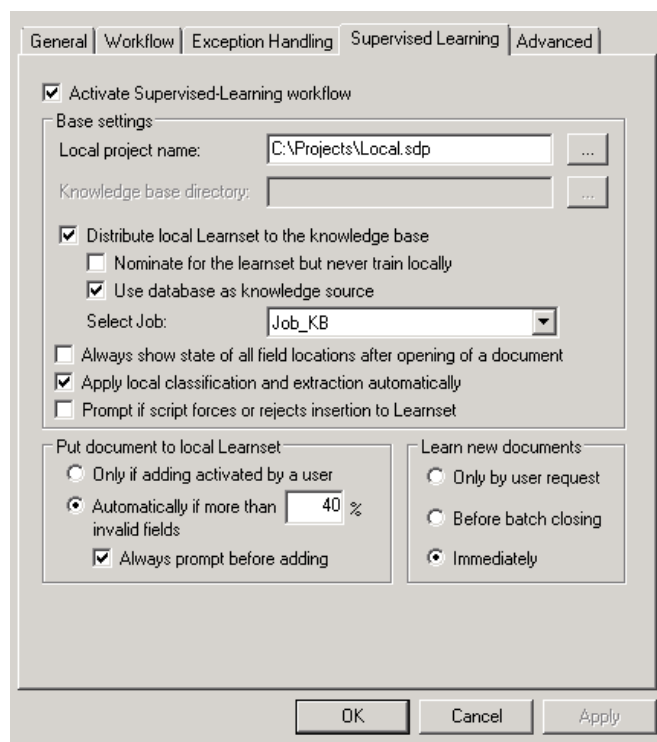 General Workflow Exception Handling Supervised Learning Advanced
Activate Supervised-Learning workflow
Base settings
Local project name: C:\Projects\Local.sdp ...
Knowledge base directory: ...
Distribute local Learnset to the knowledge base
Nominate for the learnset but never train locally
Use database as knowledge source
Select Job: Job_KB
Always show state of all field locations after opening of a document
Apply local classification and extraction automatically
Prompt if script forces or rejects insertion to Learnset
Put document to local Learnset
Only if adding activated by a user
Automatically if more than 40 %
invalid fields
Always prompt before adding
Learn new documents
Only by user request
Before batch closing
Immediately
OK Cancel Apply